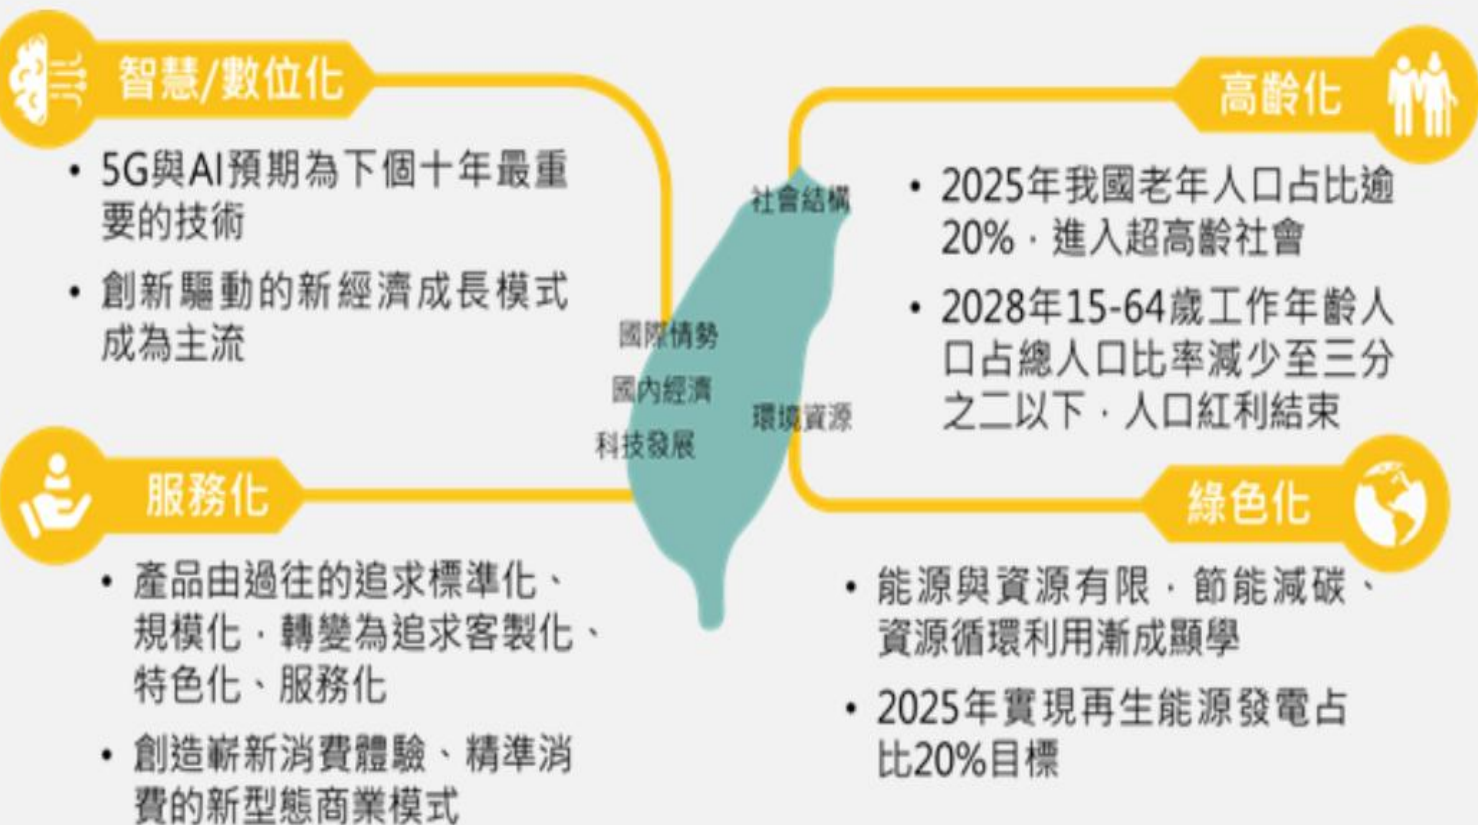 智慧/數位化
• 5G與AI預期為下個十年最重
要的技術
• 創新驅動的新經濟成長模式
成為主流
高齡化
• 2025年我國老年人口占比逾
20%，進入超高齡社會
• 2028年15-64歲工作年齡人
口占總人口比率減少至三分
之二以下，人口紅利結束
社會結構
國際情勢
國內經濟
科技發展
環境資源
服務化
• 產品由過往的追求標準化、
規模化，轉變為追求客製化、
特色化、服務化
• 創造嶄新消費體驗、精準消
費的新型態商業模式
綠色化
• 能源與資源有限，節能減碳、
資源循環利用漸成顯學
• 2025年實現再生能源發電占
比20%目標